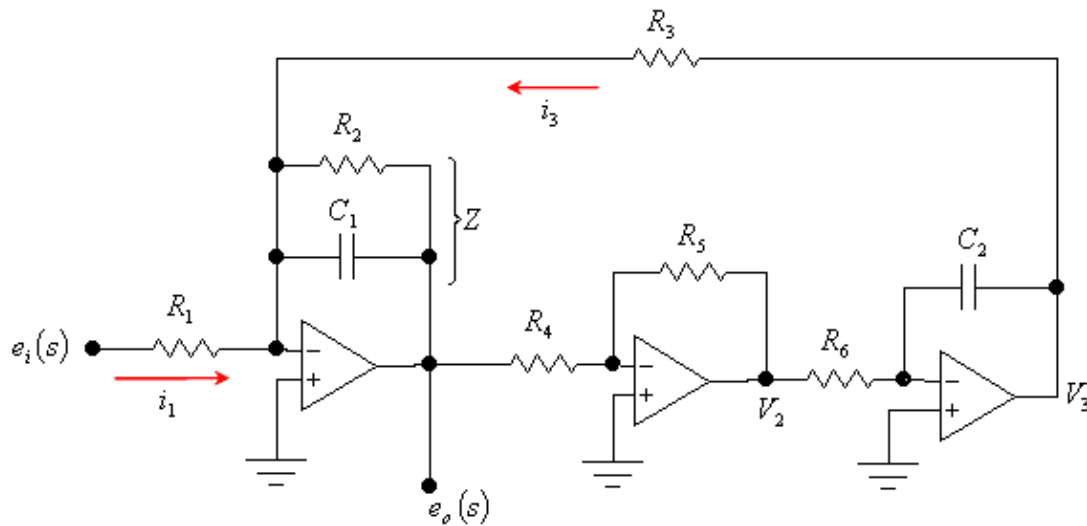 R₃
i₃
R₂
C₁
Z
R₅
C₂
R₁
R₄
R₆
eᵢ(s)
i₁
−
+
−
+
−
+
V₂
V₃
eₒ(s)